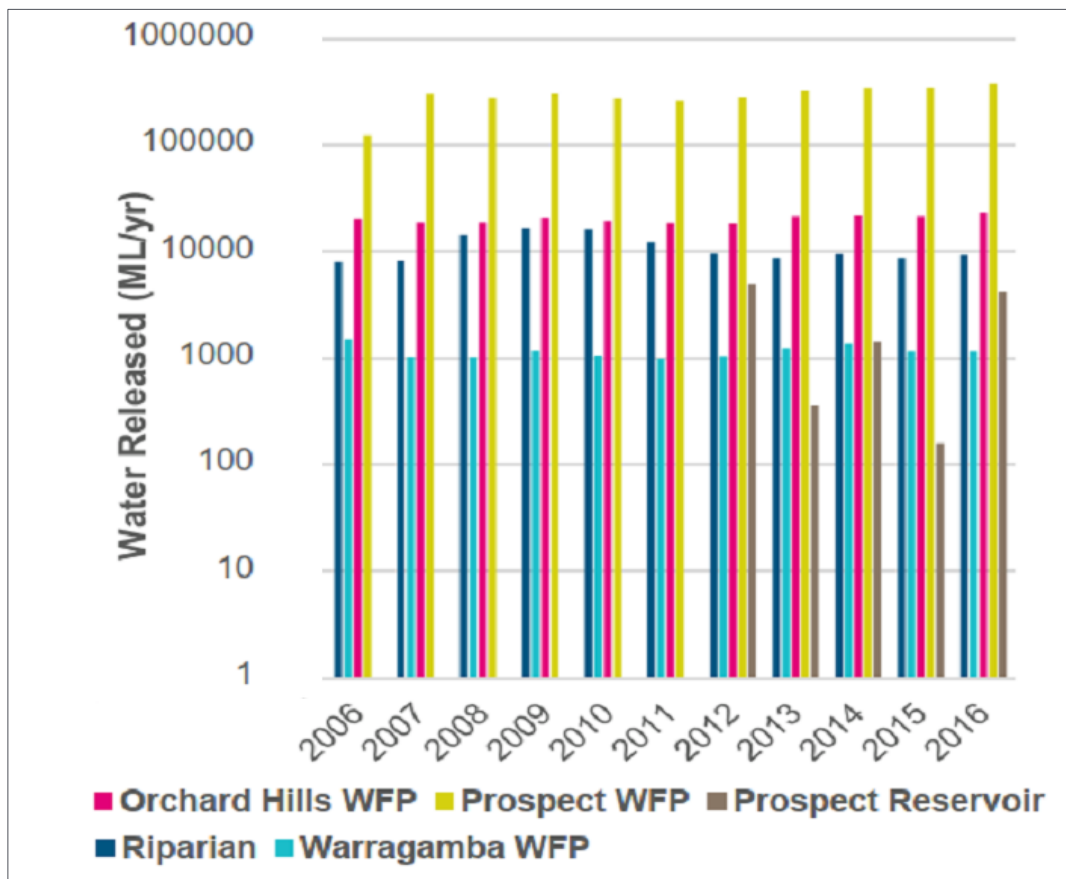 1000000
100000
10000
1000
100
10
1
Water Released (ML/yr)
2006 2007 2008 2009 2010 2011 2012 2013 2014 2015 2016
Orchard Hills WFP Prospect WFP Prospect Reservoir
Riparian Warragamba WFP